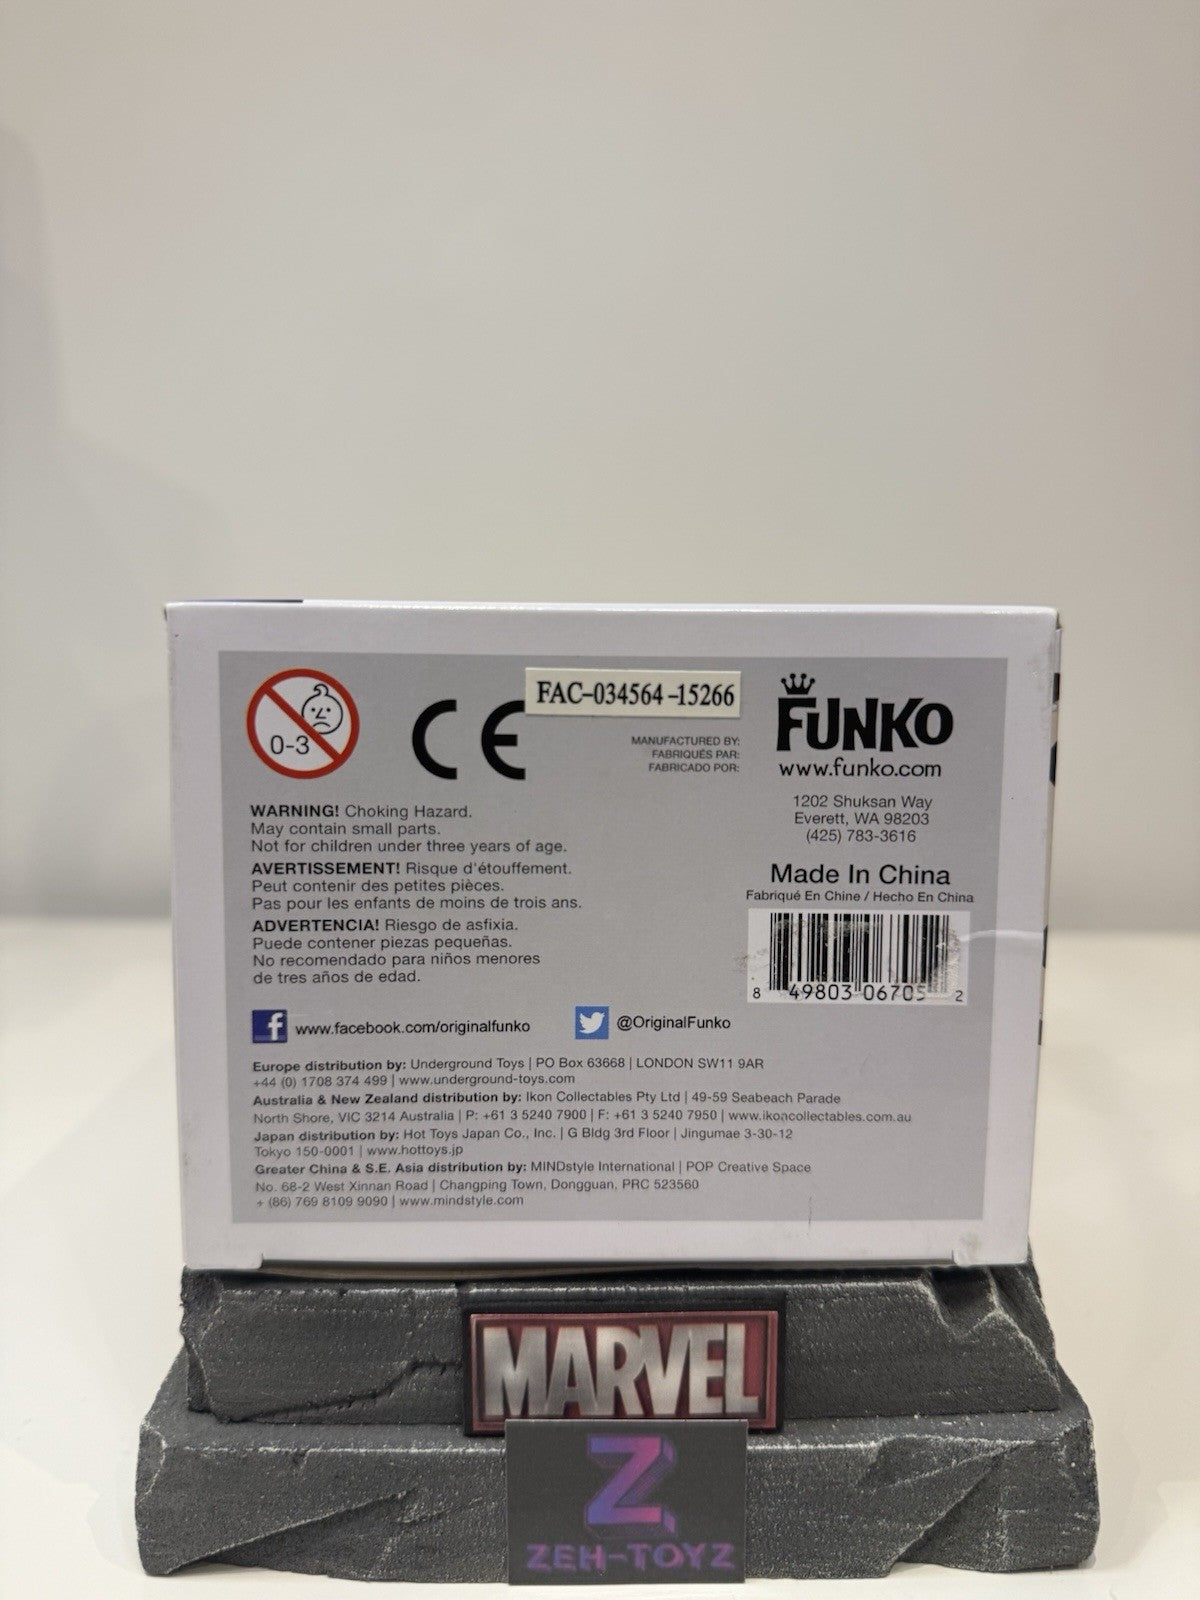 0-3
CE
FAC-034564-15266
MANUFACTURED BY:
FABRIQUÉS PAR:
FABRICADO POR:
FUNKO
www.funko.com
1202 Shuksan Way
Everett, WA 98203
(425) 783-3616
Made In China
Fabriqué En Chine / Hecho En China
8 49803 06705 2
WARNING! Choking Hazard.
May contain small parts.
Not for children under three years of age.
AVERTISSEMENT! Risque d'étouffement.
Peut contenir des petites pièces.
Pas pour les enfants de moins de trois ans.
ADVERTENCIA! Riesgo de asfixia.
Puede contener piezas pequeñas.
No recomendado para niños menores
de tres años de edad.
www.facebook.com/originalfunko
@OriginalFunko
Europe distribution by: Underground Toys | PO Box 63668 | LONDON SW11 9AR
+44 (0) 1708 374 499 | www.underground-toys.com
Australia & New Zealand distribution by: Ikon Collectables Pty Ltd | 49-59 Seabeach Parade
North Shore, VIC 3214 Australia | P: +61 3 5240 7900 | F: +61 3 5240 7950 | www.ikoncollectables.com.au
Japan distribution by: Hot Toys Japan Co., Inc. | G Bldg 3rd Floor | Jingumae 3-30-12
Tokyo 150-0001 | www.hottoys.jp
Greater China & S.E. Asia distribution by: MINDstyle International | POP Creative Space
No. 68-2 West Xinnan Road | Changping Town, Dongguan, PRC 523560
+ (86) 769 8109 9090 | www.mindstyle.com
MARVEL
Z
ZEH-TOYZ